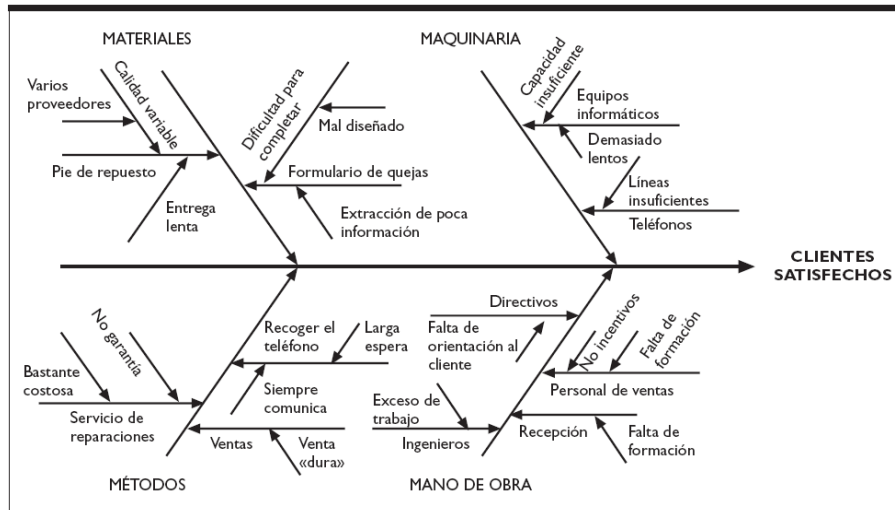 MATERIALES
MAQUINARIA
Varios
proveedores
Calidad variable
Dificultad para
completar
Mal diseñado
Capacidad
insuficiente
Equipos
informáticos
Demasiado
lentos
Pie de repuesto
Formulario de quejas
Entrega
lenta
Extracción de poca
información
Líneas
insuficientes
Teléfonos
CLIENTES
SATISFECHOS
Directivos
Falta de
orientación al
cliente
No incentivos
Falta de
formación
No garantía
Recoger el
teléfono
Larga
espera
Bastante
costosa
Siempre
comunica
Personal de ventas
Servicio de
reparaciones
Exceso de
trabajo
Ventas
Venta
«dura»
Ingenieros
Recepción
Falta de
formación
MÉTODOS
MANO DE OBRA